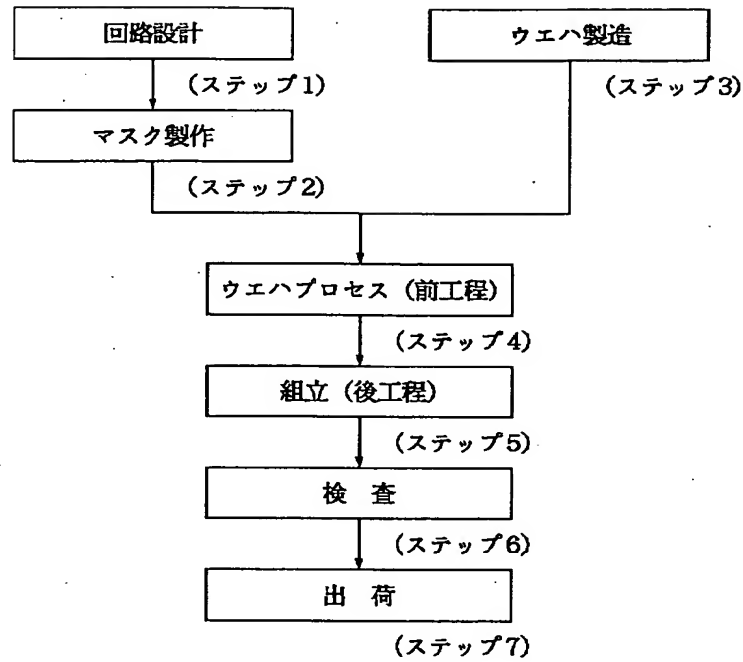 回路設計
(ステップ1)
ウエハ製造
(ステップ3)
マスク製作
(ステップ2)
ウエハプロセス(前工程)
(ステップ4)
組立(後工程)
(ステップ5)
検 査
(ステップ6)
出 荷
(ステップ7)